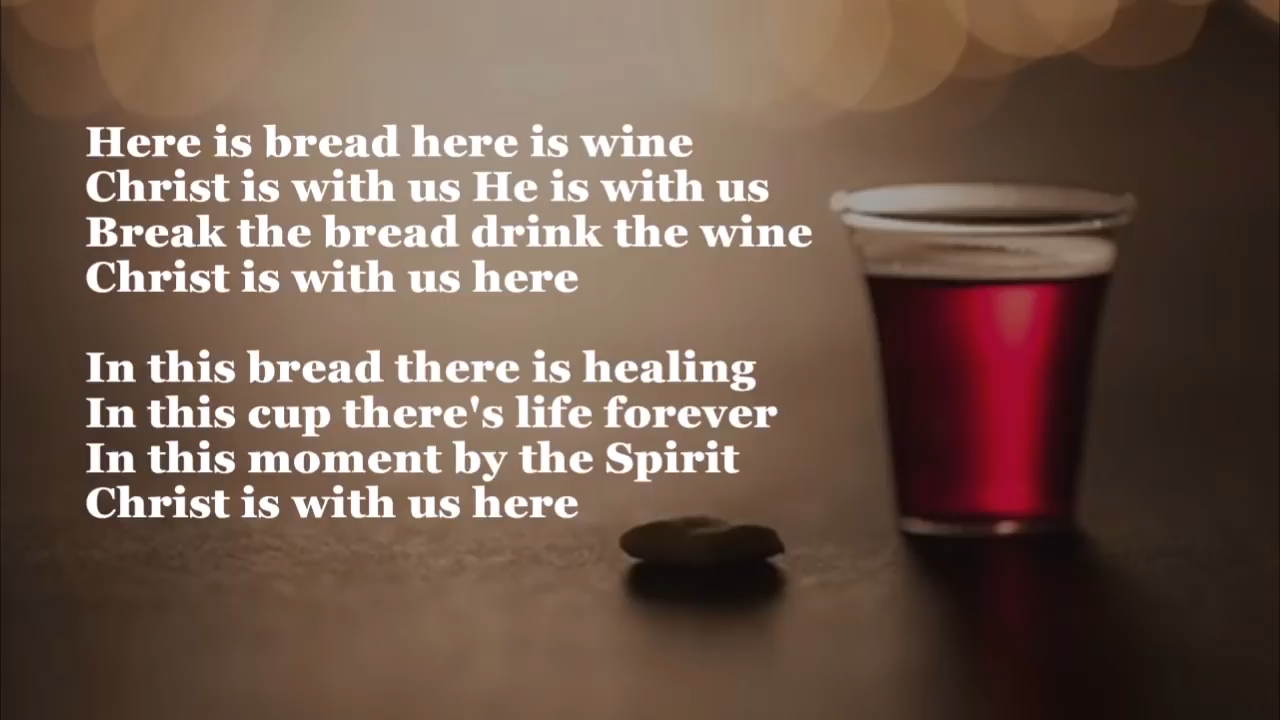 Here is bread here is wine
Christ is with us He is with us
Break the bread drink the wine
Christ is with us here
In this bread there is healing
In this cup there's life forever
In this moment by the Spirit
Christ is with us here